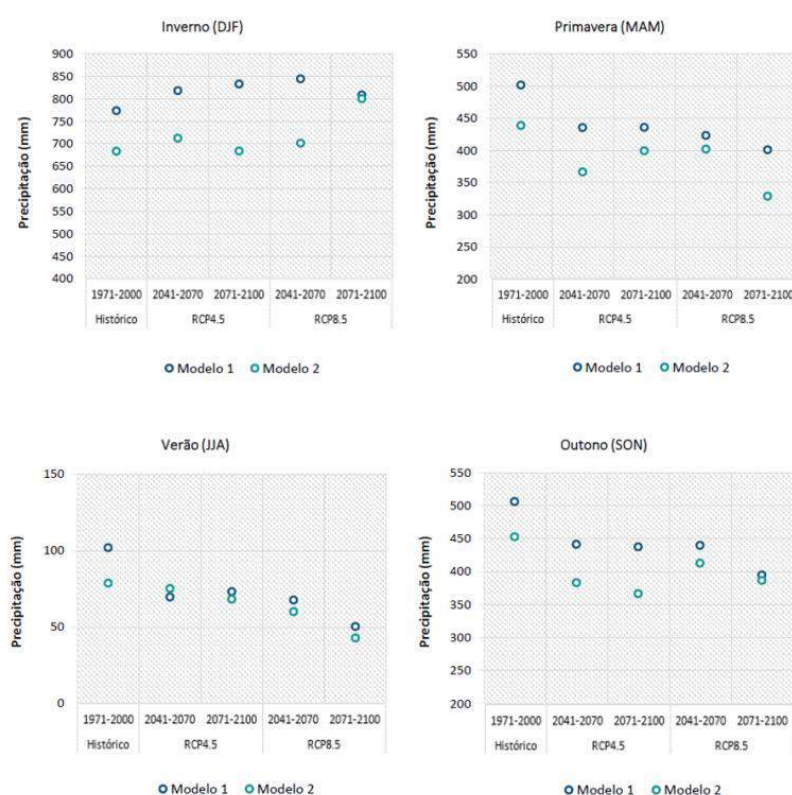 Inverno (DJF)
Precipitação (mm)
900
850
800
750
700
650
600
550
500
450
400
1971-2000 2041-2070 2071-2100 2041-2070 2071-2100
Histórico RCP4.5 RCP8.5
Modelo 1 Modelo 2
Primavera (MAM)
Precipitação (mm)
550
500
450
400
350
300
250
200
1971-2000 2041-2070 2071-2100 2041-2070 2071-2100
Histórico RCP4.5 RCP8.5
Modelo 1 Modelo 2
Verão (JJA)
Precipitação (mm)
150
100
50
0
1971-2000 2041-2070 2071-2100 2041-2070 2071-2100
Histórico RCP4.5 RCP8.5
Modelo 1 Modelo 2
Outono (SON)
Precipitação (mm)
550
500
450
400
350
300
250
200
1971-2000 2041-2070 2071-2100 2041-2070 2071-2100
Histórico RCP4.5 RCP8.5
Modelo 1 Modelo 2